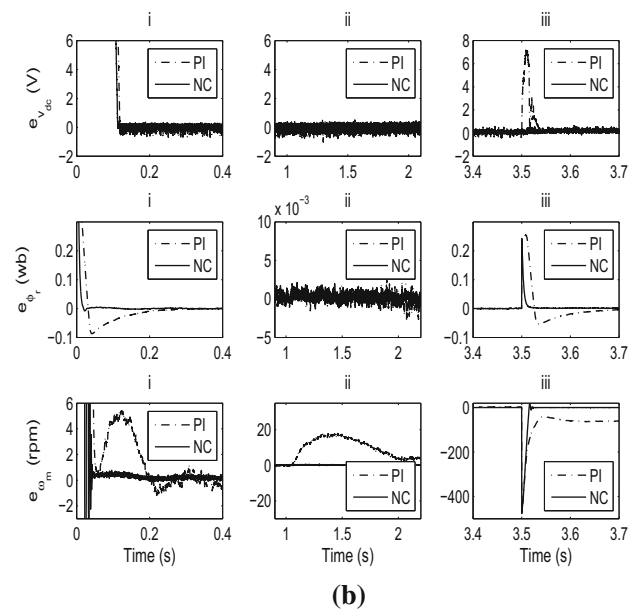 i ii iii
6
4
2
0
−2
0 0.2 0.4
PI
NC
e_{v_{dc}} (V)
6
4
2
0
−2
1 1.5 2
PI
NC
8
6
4
2
0
−2
3.4 3.5 3.6 3.7
PI
NC
i ii iii
0.2
0.1
0
−0.1
0 0.2 0.4
PI
NC
e_{ϕ_r} (wb)
10 x 10⁻³
5
0
−5
1 1.5 2
PI
NC
0.2
0.1
0
−0.1
3.4 3.5 3.6 3.7
PI
NC
i ii iii
6
4
2
0
−2
0 0.2 0.4
PI
NC
e_{ω_m} (rpm)
Time (s)
20
0
−20
1 1.5 2
PI
NC
Time (s)
0
−200
−400
3.4 3.5 3.6 3.7
PI
NC
Time (s)
(b)